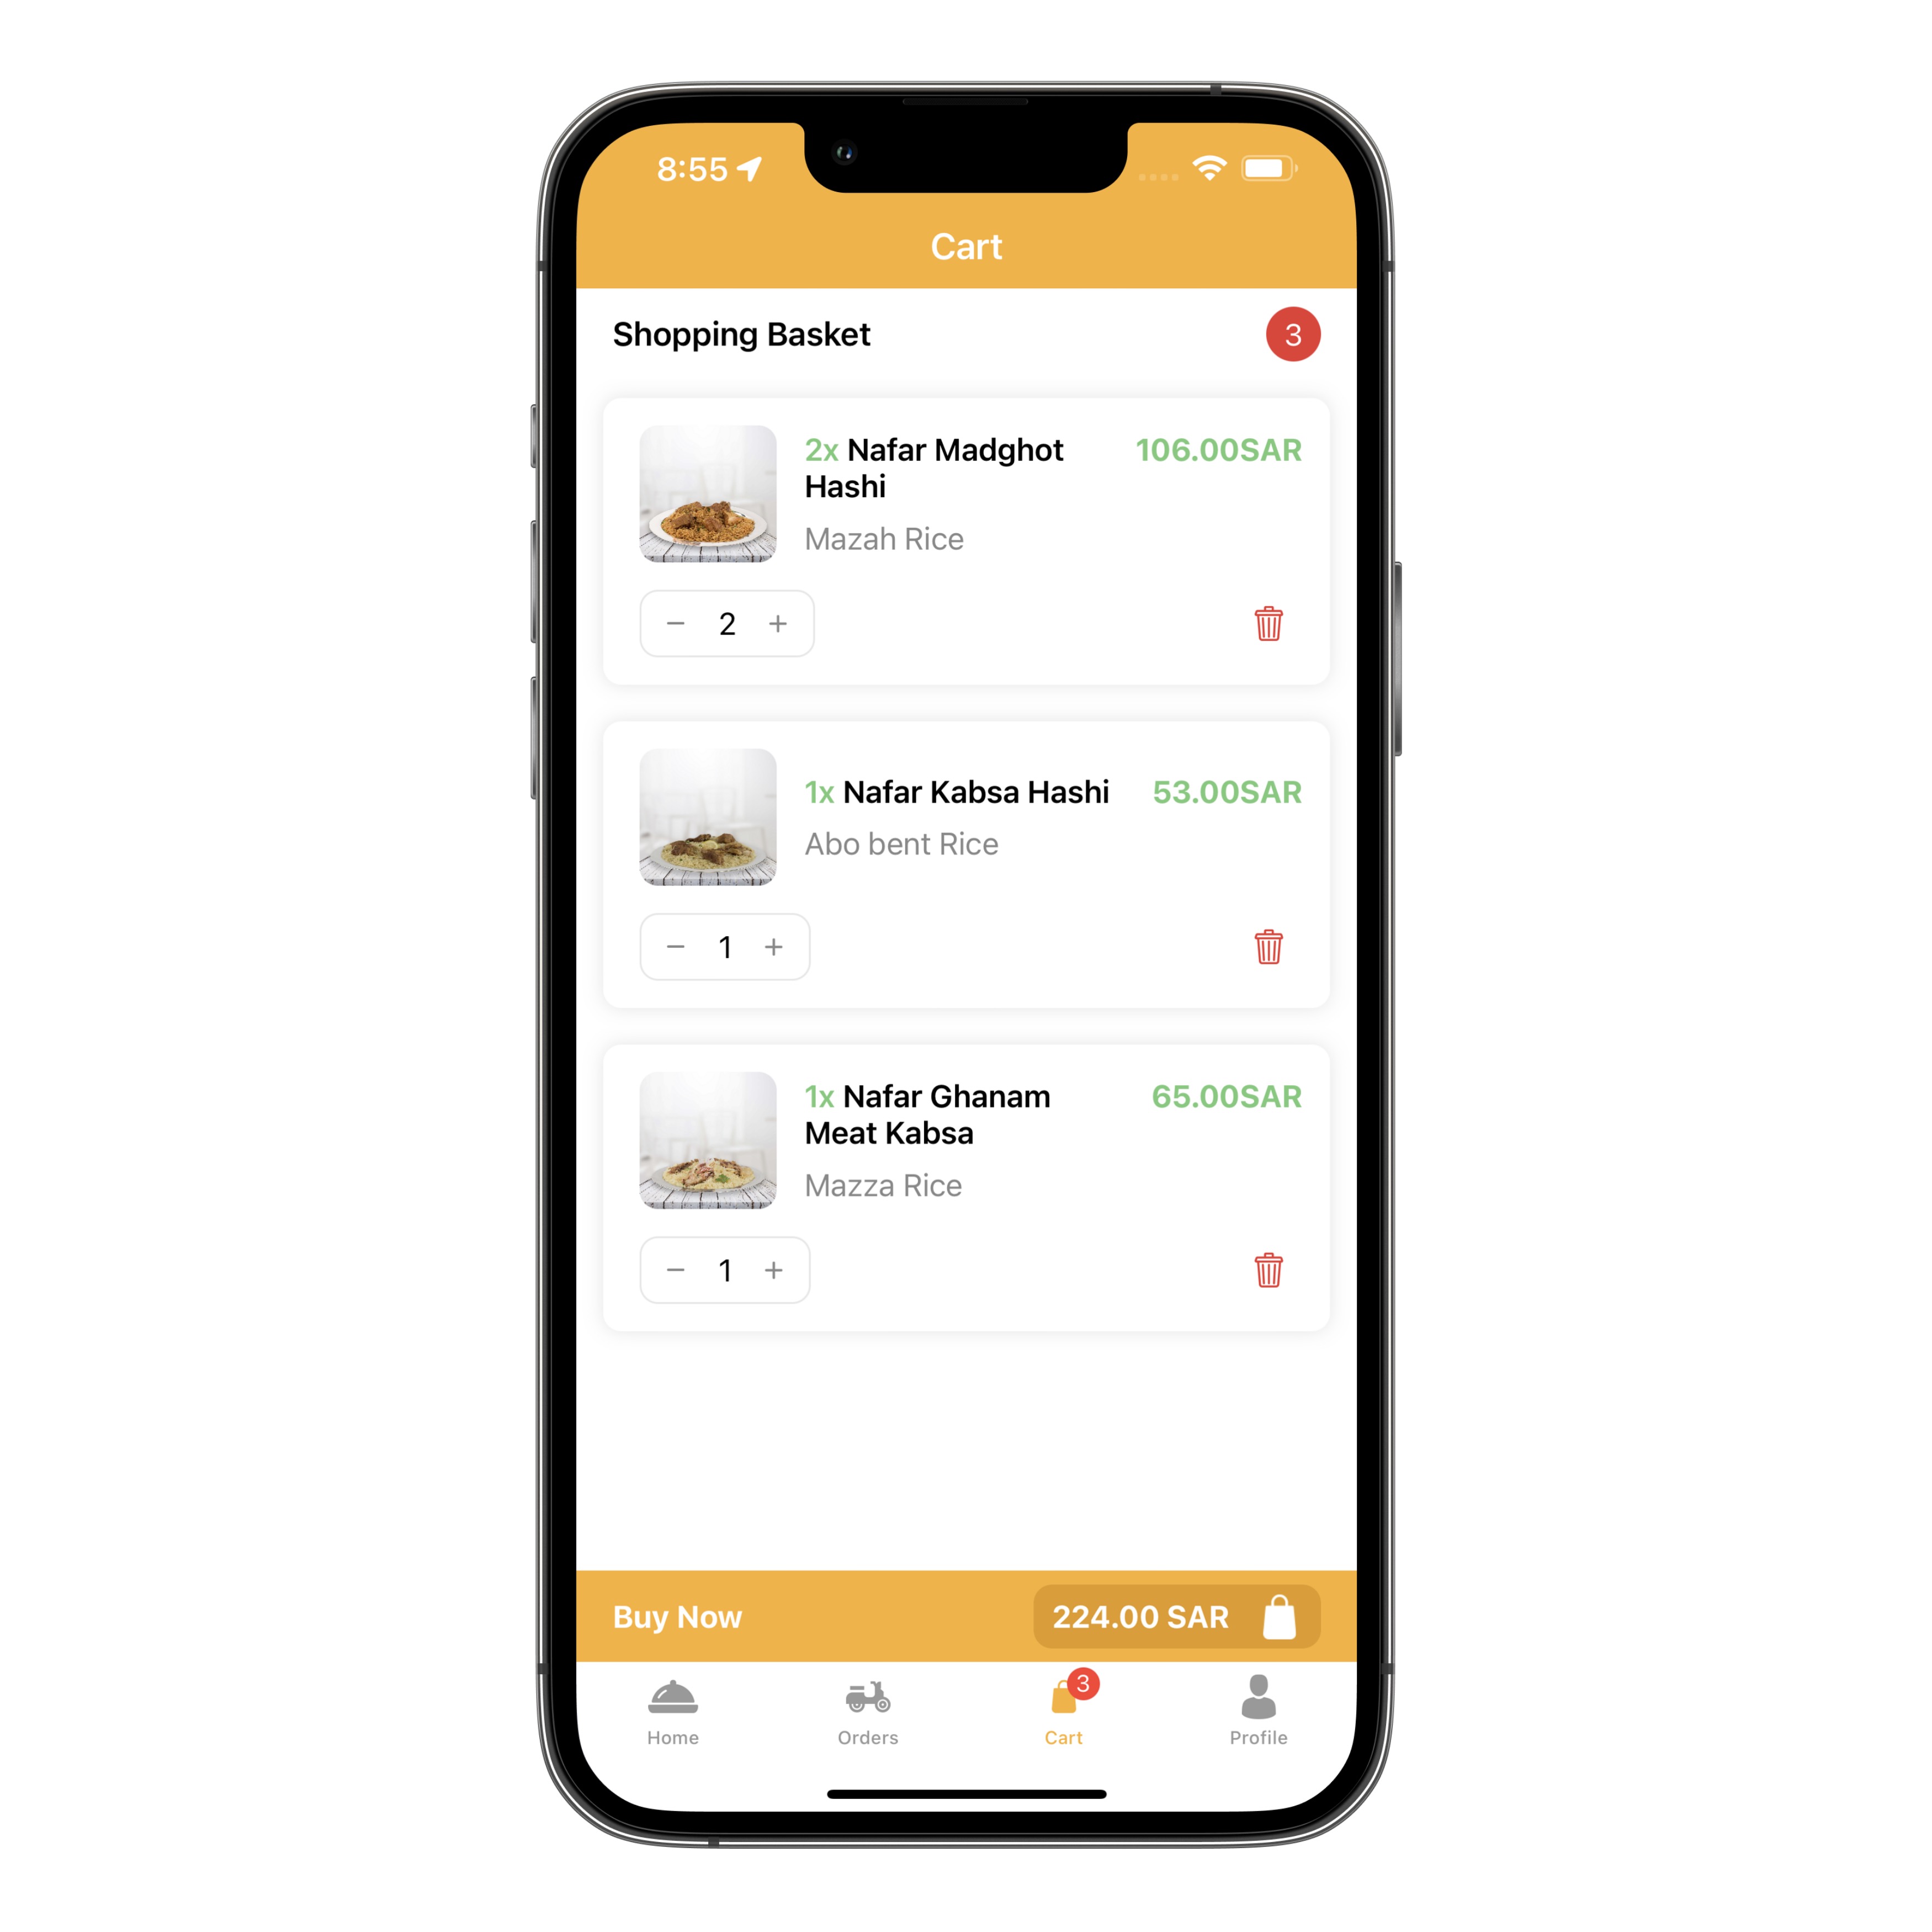 8:55
Cart
Shopping Basket
3
2x Nafar Madghot 106.00SAR
Hashi
Mazah Rice
− 2 +
1x Nafar Kabsa Hashi 53.00SAR
Abo bent Rice
− 1 +
1x Nafar Ghanam 65.00SAR
Meat Kabsa
Mazza Rice
− 1 +
Buy Now 224.00 SAR
3
Home Orders Cart Profile